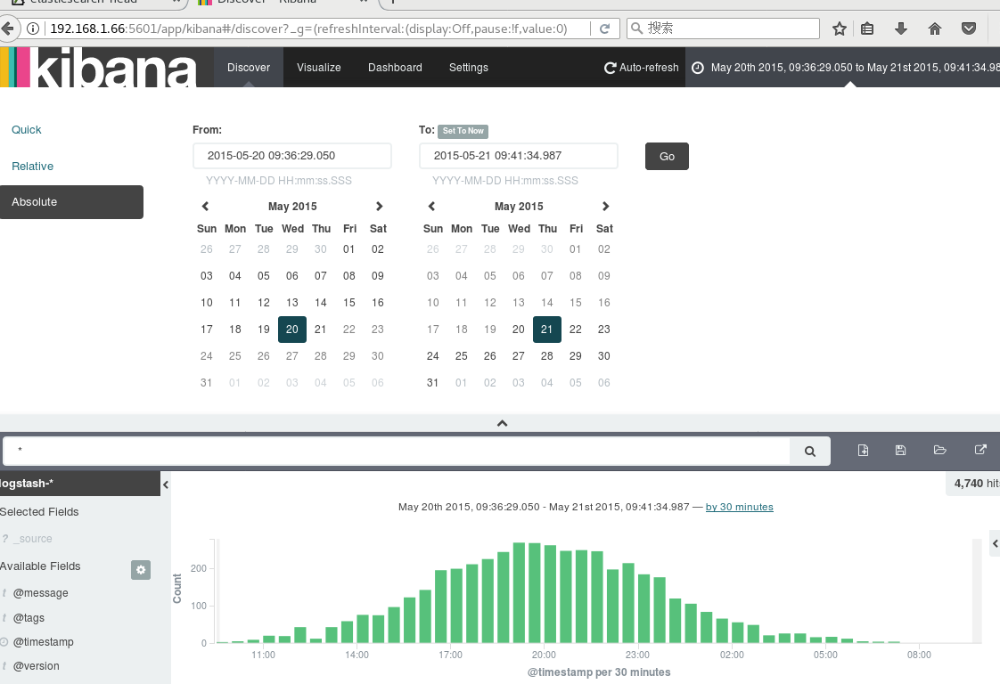 elasticsearch-head
Discover - Kibana
192.168.1.66:5601/app/kibana#/discover?_g=(refreshInterval:(display:Off,pause:!f,value:0)
搜索
kibana
Discover
Visualize
Dashboard
Settings
Auto-refresh
May 20th 2015, 09:36:29.050 to May 21st 2015, 09:41:34.98
Quick
Relative
Absolute
From:
2015-05-20 09:36:29.050
YYYY-MM-DD HH:mm:ss.SSS
May 2015
Sun Mon Tue Wed Thu Fri Sat
26 27 28 29 30 01 02
03 04 05 06 07 08 09
10 11 12 13 14 15 16
17 18 19 20 21 22 23
24 25 26 27 28 29 30
31 01 02 03 04 05 06
To: Set To Now
2015-05-21 09:41:34.987
YYYY-MM-DD HH:mm:ss.SSS
May 2015
Sun Mon Tue Wed Thu Fri Sat
26 27 28 29 30 01 02
03 04 05 06 07 08 09
10 11 12 13 14 15 16
17 18 19 20 21 22 23
24 25 26 27 28 29 30
31 01 02 03 04 05 06
Go
*
logstash-*
4,740 hits
Selected Fields
? _source
Available Fields
t @message
t @tags
@timestamp
t @version
May 20th 2015, 09:36:29.050 - May 21st 2015, 09:41:34.987 — by 30 minutes
Count
200
100
0
11:00 14:00 17:00 20:00 23:00 02:00 05:00 08:00
@timestamp per 30 minutes